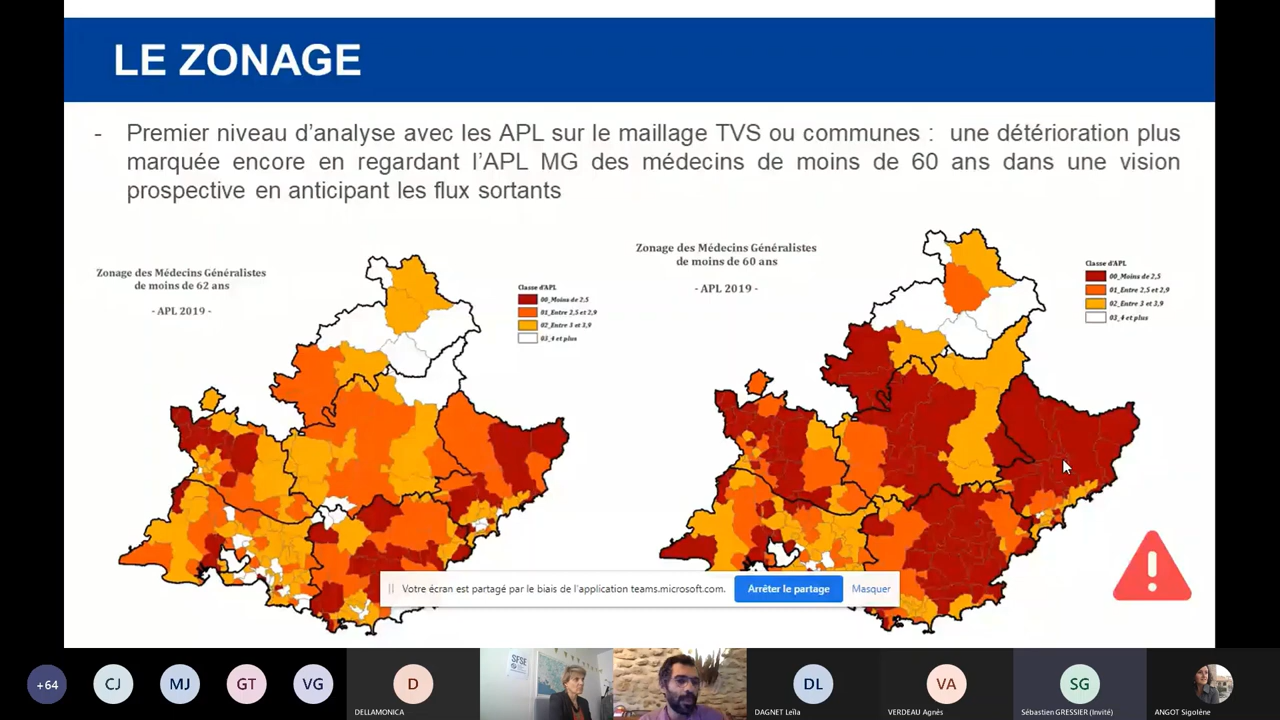 LE ZONAGE
- Premier niveau d'analyse avec les APL sur le maillage TVS ou communes : une détérioration plus
marquée encore en regardant l'APL MG des médecins de moins de 60 ans dans une vision
prospective en anticipant les flux sortants
Zonage des Médecins Généralistes
de moins de 62 ans
- APL 2019 -
Classe d'APL
00_Moins de 2,5
01_Entre 2,5 et 2,9
02_Entre 3 et 3,9
03_4 et plus
Zonage des Médecins Généralistes
de moins de 60 ans
- APL 2019 -
Classe d'APL
00_Moins de 2,5
01_Entre 2,5 et 2,9
02_Entre 3 et 3,9
03_4 et plus
Votre écran est partagé par le biais de l'application teams.microsoft.com.
Arrêter le partage
Masquer
+64
CJ
MJ
GT
VG
D
DELLAMONICA
SFSE
DL
DAGNET Leïla
VA
VERDEAU Agnès
SG
Sébastien GRESSIER (Invité)
ANGOT Sigolène